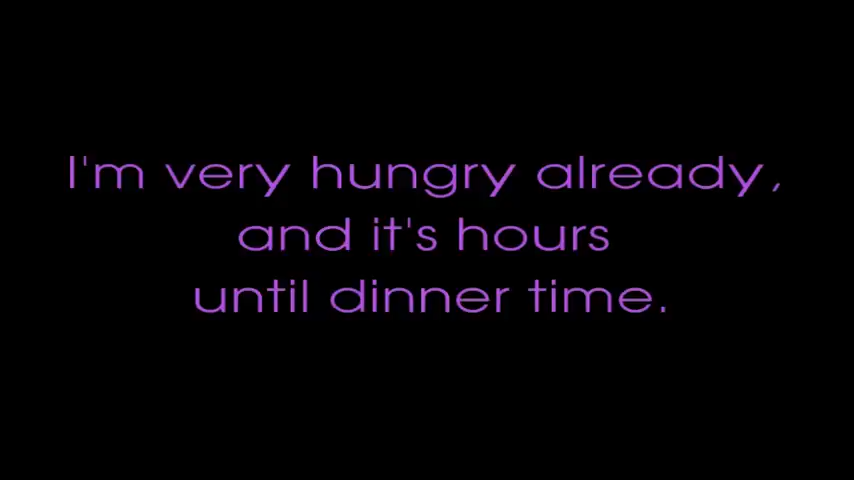 I'm very hungry already,
and it's hours
until dinner time.